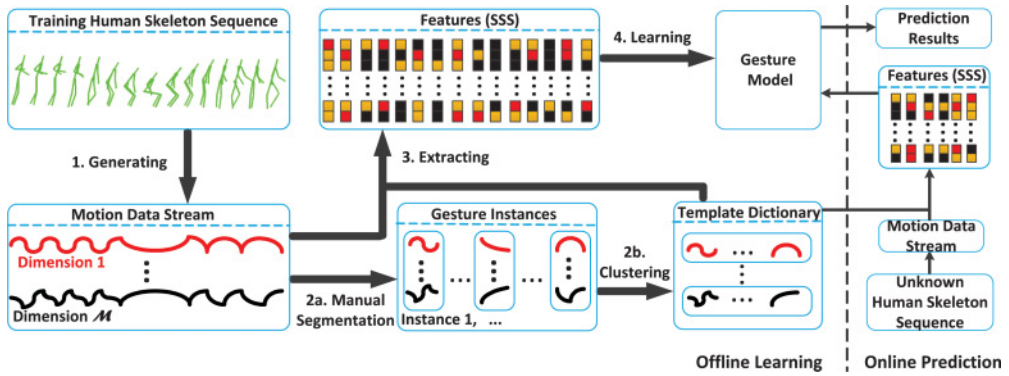 Training Human Skeleton Sequence
Features (SSS)
4. Learning
Gesture
Model
Prediction
Results
Features (SSS)
1. Generating
3. Extracting
Motion Data Stream
Dimension 1
Dimension M
2a. Manual
Segmentation
Gesture Instances
Instance 1, ...
2b.
Clustering
Template Dictionary
Motion Data
Stream
Unknown
Human Skeleton
Sequence
Offline Learning
Online Prediction